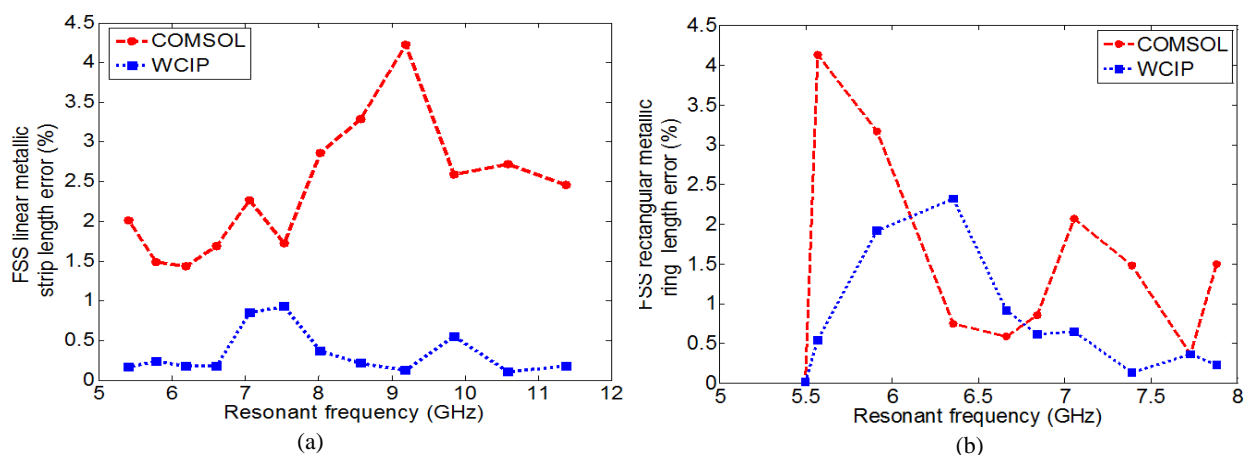 4.5
4
3.5
3
2.5
2
1.5
1
0.5
0
FSS linear metallic
strip length error (%)
COMSOL
WCIP
5 6 7 8 9 10 11 12
Resonant frequency (GHz)
(a)
4.5
4
3.5
3
2.5
2
1.5
1
0.5
0
FSS rectangular metallic
ring length error (%)
COMSOL
WCIP
5 5.5 6 6.5 7 7.5 8
Resonant frequency (GHz)
(b)